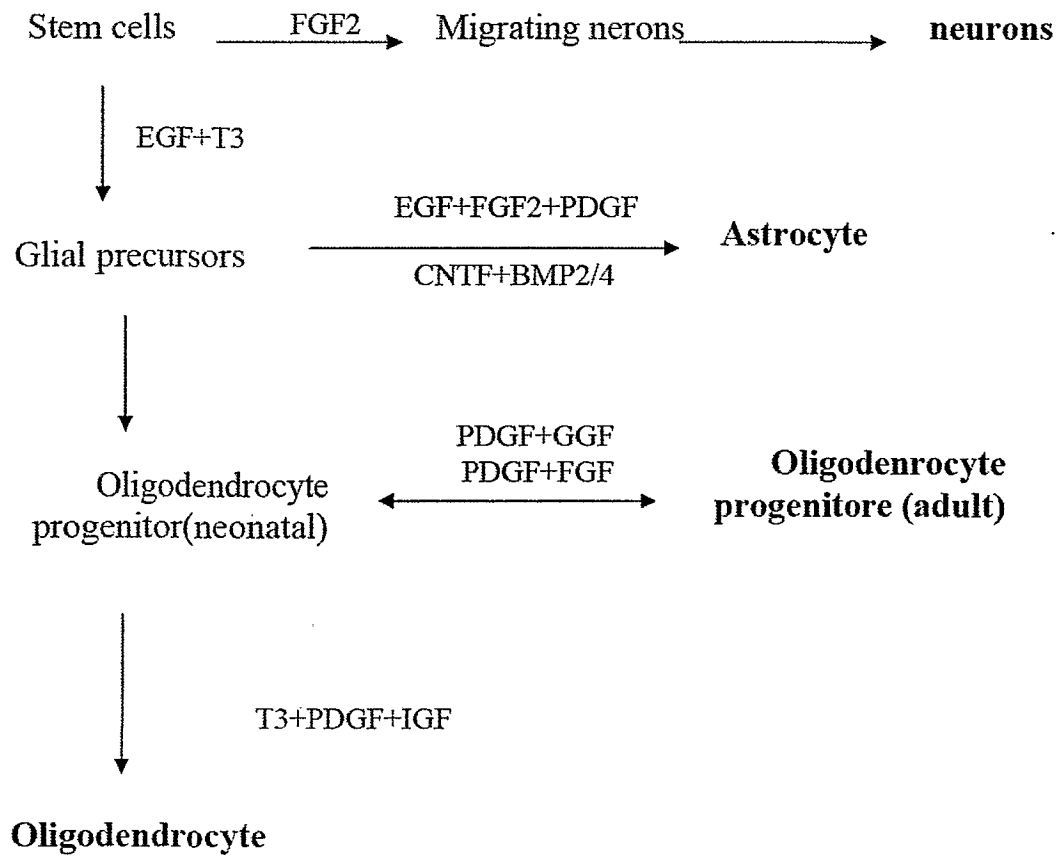 Stem cells
FGF2
Migrating nerons
neurons
EGF+T3
EGF+FGF2+PDGF
Glial precursors
Astrocyte
CNTF+BMP2/4
PDGF+GGF
PDGF+FGF
Oligodendrocyte
progenitor(neonatal)
Oligodenrocyte
progenitore (adult)
T3+PDGF+IGF
Oligodendrocyte